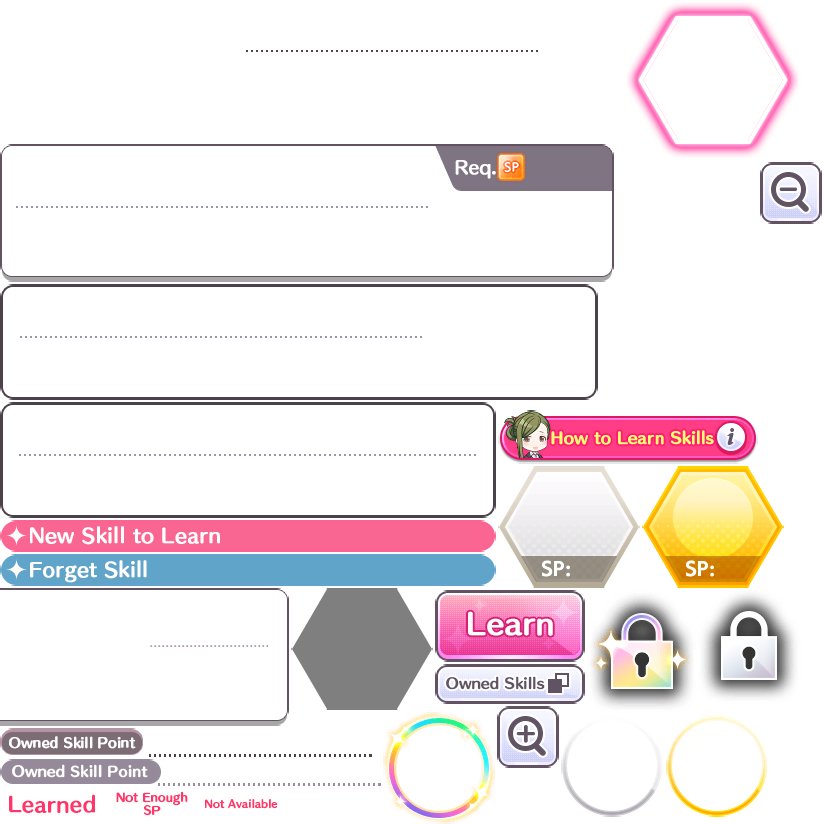 Req. SP
How to Learn Skills i
New Skill to Learn
SP:
SP:
Forget Skill
Learn
Owned Skills
Owned Skill Point
Owned Skill Point
Learned
Not Enough
SP
Not Available